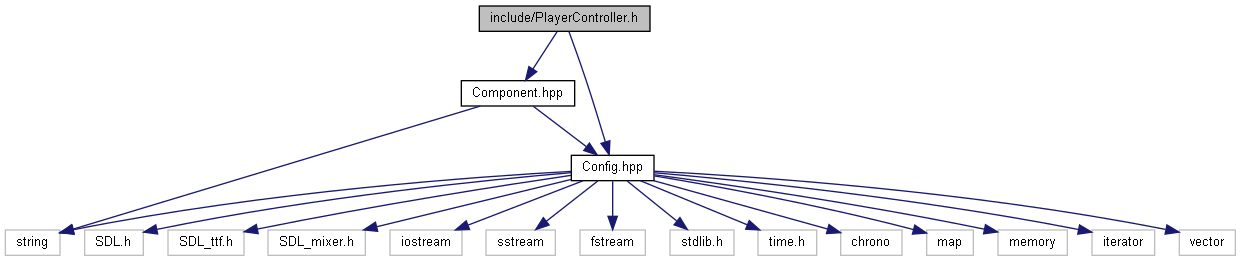 include/PlayerController.h
Component.hpp
Config.hpp
string
SDL.h
SDL_ttf.h
SDL_mixer.h
iostream
sstream
fstream
stdlib.h
time.h
chrono
map
memory
iterator
vector